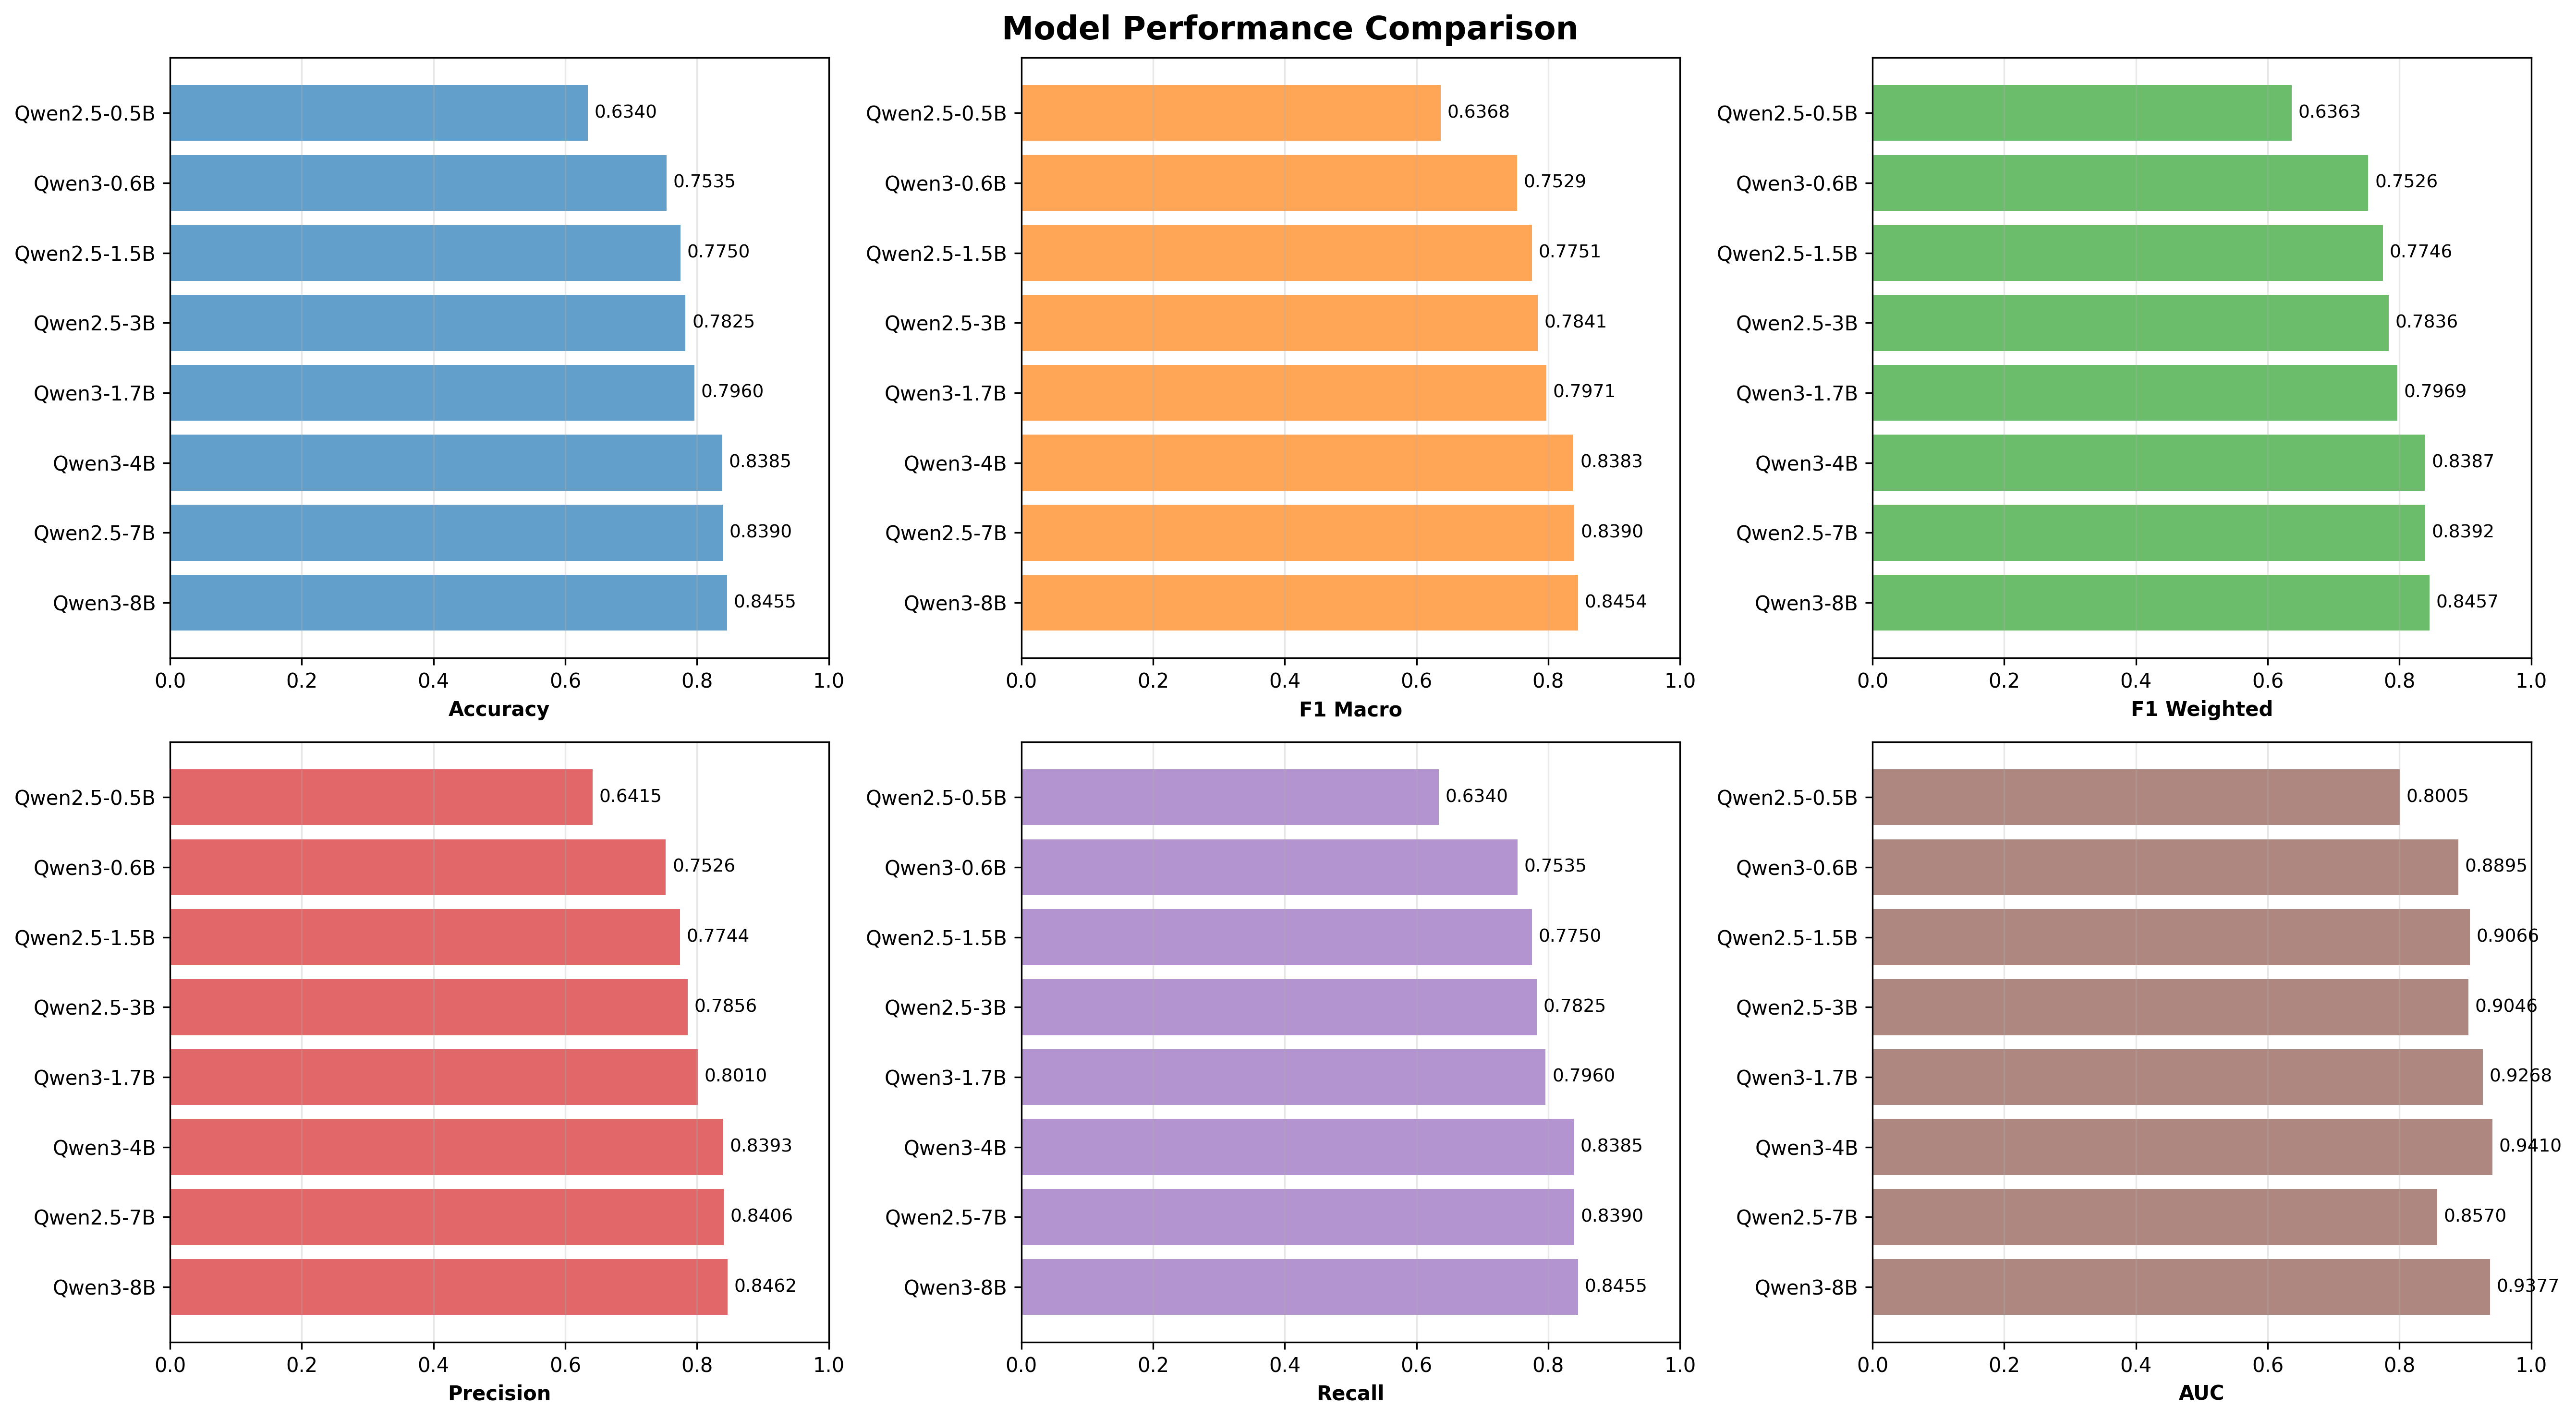 Model Performance Comparison
Qwen2.5-0.5B
0.6340
Qwen3-0.6B
0.7535
Qwen2.5-1.5B
0.7750
Qwen2.5-3B
0.7825
Qwen3-1.7B
0.7960
Qwen3-4B
0.8385
Qwen2.5-7B
0.8390
Qwen3-8B
0.8455
0.0 0.2 0.4 0.6 0.8 1.0
Accuracy
Qwen2.5-0.5B
0.6368
Qwen3-0.6B
0.7529
Qwen2.5-1.5B
0.7751
Qwen2.5-3B
0.7841
Qwen3-1.7B
0.7971
Qwen3-4B
0.8383
Qwen2.5-7B
0.8390
Qwen3-8B
0.8454
0.0 0.2 0.4 0.6 0.8 1.0
F1 Macro
Qwen2.5-0.5B
0.6363
Qwen3-0.6B
0.7526
Qwen2.5-1.5B
0.7746
Qwen2.5-3B
0.7836
Qwen3-1.7B
0.7969
Qwen3-4B
0.8387
Qwen2.5-7B
0.8392
Qwen3-8B
0.8457
0.0 0.2 0.4 0.6 0.8 1.0
F1 Weighted
Qwen2.5-0.5B
0.6415
Qwen3-0.6B
0.7526
Qwen2.5-1.5B
0.7744
Qwen2.5-3B
0.7856
Qwen3-1.7B
0.8010
Qwen3-4B
0.8393
Qwen2.5-7B
0.8406
Qwen3-8B
0.8462
0.0 0.2 0.4 0.6 0.8 1.0
Precision
Qwen2.5-0.5B
0.6340
Qwen3-0.6B
0.7535
Qwen2.5-1.5B
0.7750
Qwen2.5-3B
0.7825
Qwen3-1.7B
0.7960
Qwen3-4B
0.8385
Qwen2.5-7B
0.8390
Qwen3-8B
0.8455
0.0 0.2 0.4 0.6 0.8 1.0
Recall
Qwen2.5-0.5B
0.8005
Qwen3-0.6B
0.8895
Qwen2.5-1.5B
0.9066
Qwen2.5-3B
0.9046
Qwen3-1.7B
0.9268
Qwen3-4B
0.9410
Qwen2.5-7B
0.8570
Qwen3-8B
0.9377
0.0 0.2 0.4 0.6 0.8 1.0
AUC